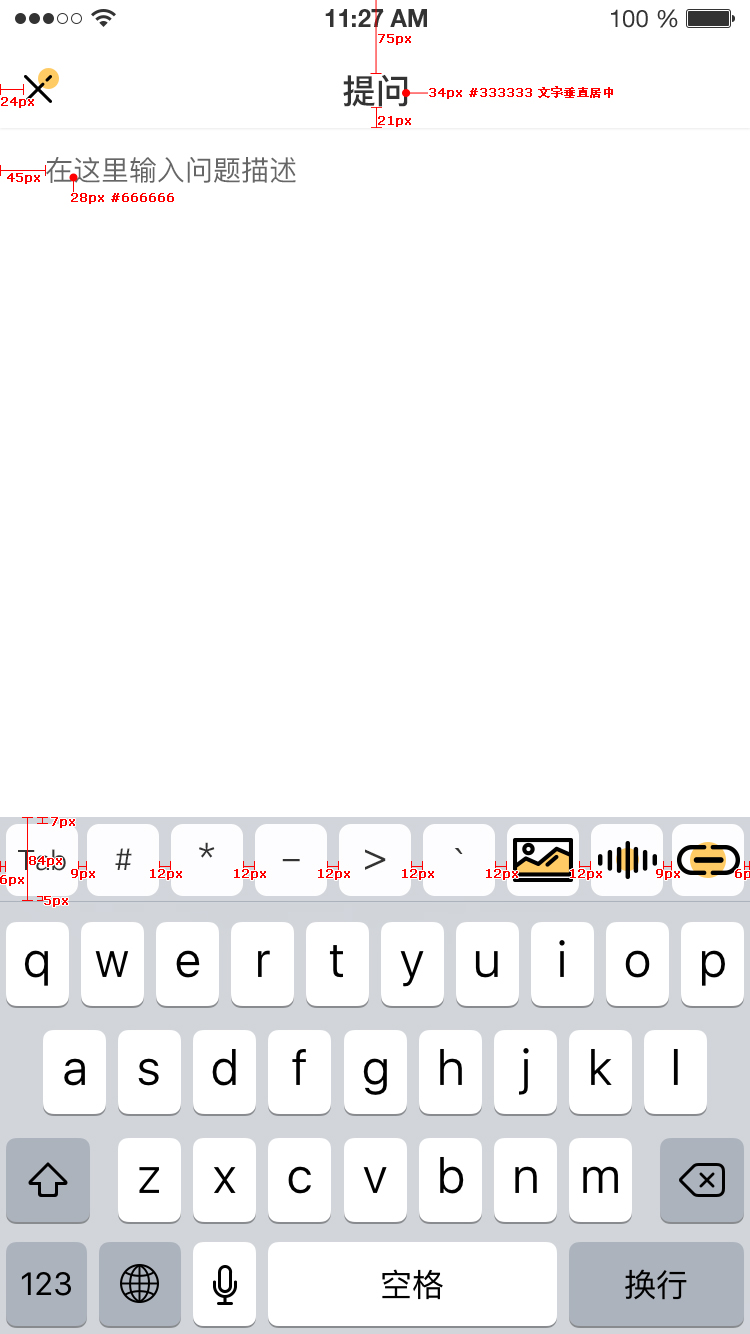 11:27 AM 100 %
75px
24px
提问
34px #333333 文字垂直居中
21px
45px
在这里输入问题描述
28px #666666
7px
Tab # * – > `
84px
6px 9px 12px 12px 12px 12px 12px 12px 9px 6p
5px
q w e r t y u i o p
a s d f g h j k l
z x c v b n m
123 空格 换行